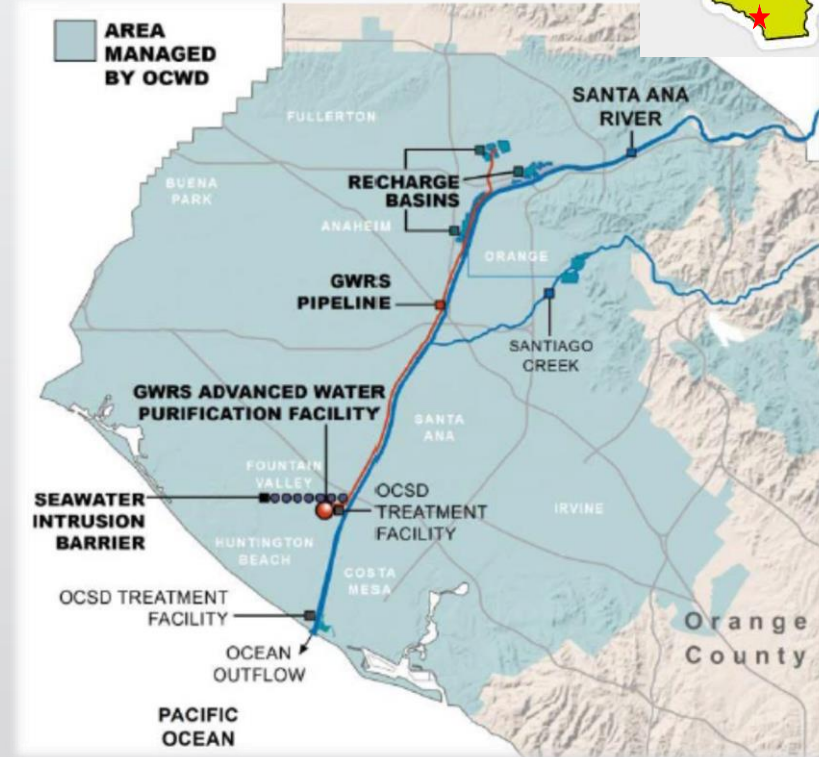 AREA
MANAGED
BY OCWD
SANTA ANA
RIVER
FULLERTON
RECHARGE
BASINS
BUENA
PARK
ANAHEIM
ORANGE
GWRS
PIPELINE
SANTIAGO
CREEK
GWRS ADVANCED WATER
PURIFICATION FACILITY
SANTA
ANA
FOUNTAIN
VALLEY
SEAWATER
INTRUSION
BARRIER
OCSD
TREATMENT
FACILITY
IRVINE
HUNTINGTON
BEACH
COSTA
MESA
OCSD TREATMENT
FACILITY
Orange
County
OCEAN
OUTFLOW
PACIFIC
OCEAN